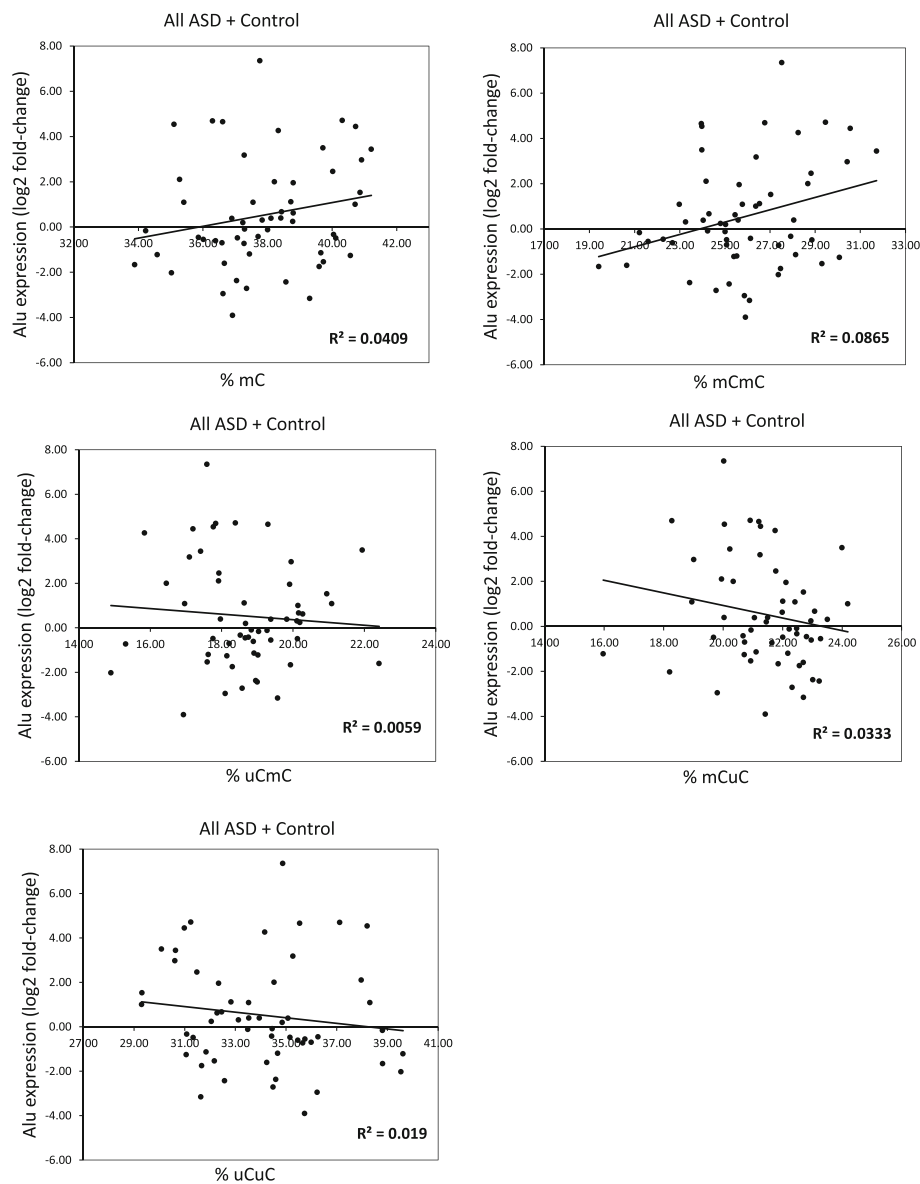 All ASD + Control
8.00
6.00
4.00
2.00
0.00
-2.00
-4.00
-6.00
32.00 34.00 36.00 38.00 40.00 42.00
Alu expression (log2 fold-change)
R² = 0.0409
% mC
All ASD + Control
8.00
6.00
4.00
2.00
0.00
-2.00
-4.00
-6.00
17.00 19.00 21.00 23.00 25.00 27.00 29.00 31.00 33.00
Alu expression (log2 fold-change)
R² = 0.0865
% mCmC
All ASD + Control
8.00
6.00
4.00
2.00
0.00
-2.00
-4.00
-6.00
14.00 16.00 18.00 20.00 22.00 24.00
Alu expression (log2 fold-change)
R² = 0.0059
% uCmC
All ASD + Control
8.00
6.00
4.00
2.00
0.00
-2.00
-4.00
-6.00
14.00 16.00 18.00 20.00 22.00 24.00 26.00
Alu expression (log2 fold-change)
R² = 0.0333
% mCuC
All ASD + Control
8.00
6.00
4.00
2.00
0.00
-2.00
-4.00
-6.00
27.00 29.00 31.00 33.00 35.00 37.00 39.00 41.00
Alu expression (log2 fold-change)
R² = 0.019
% uCuC